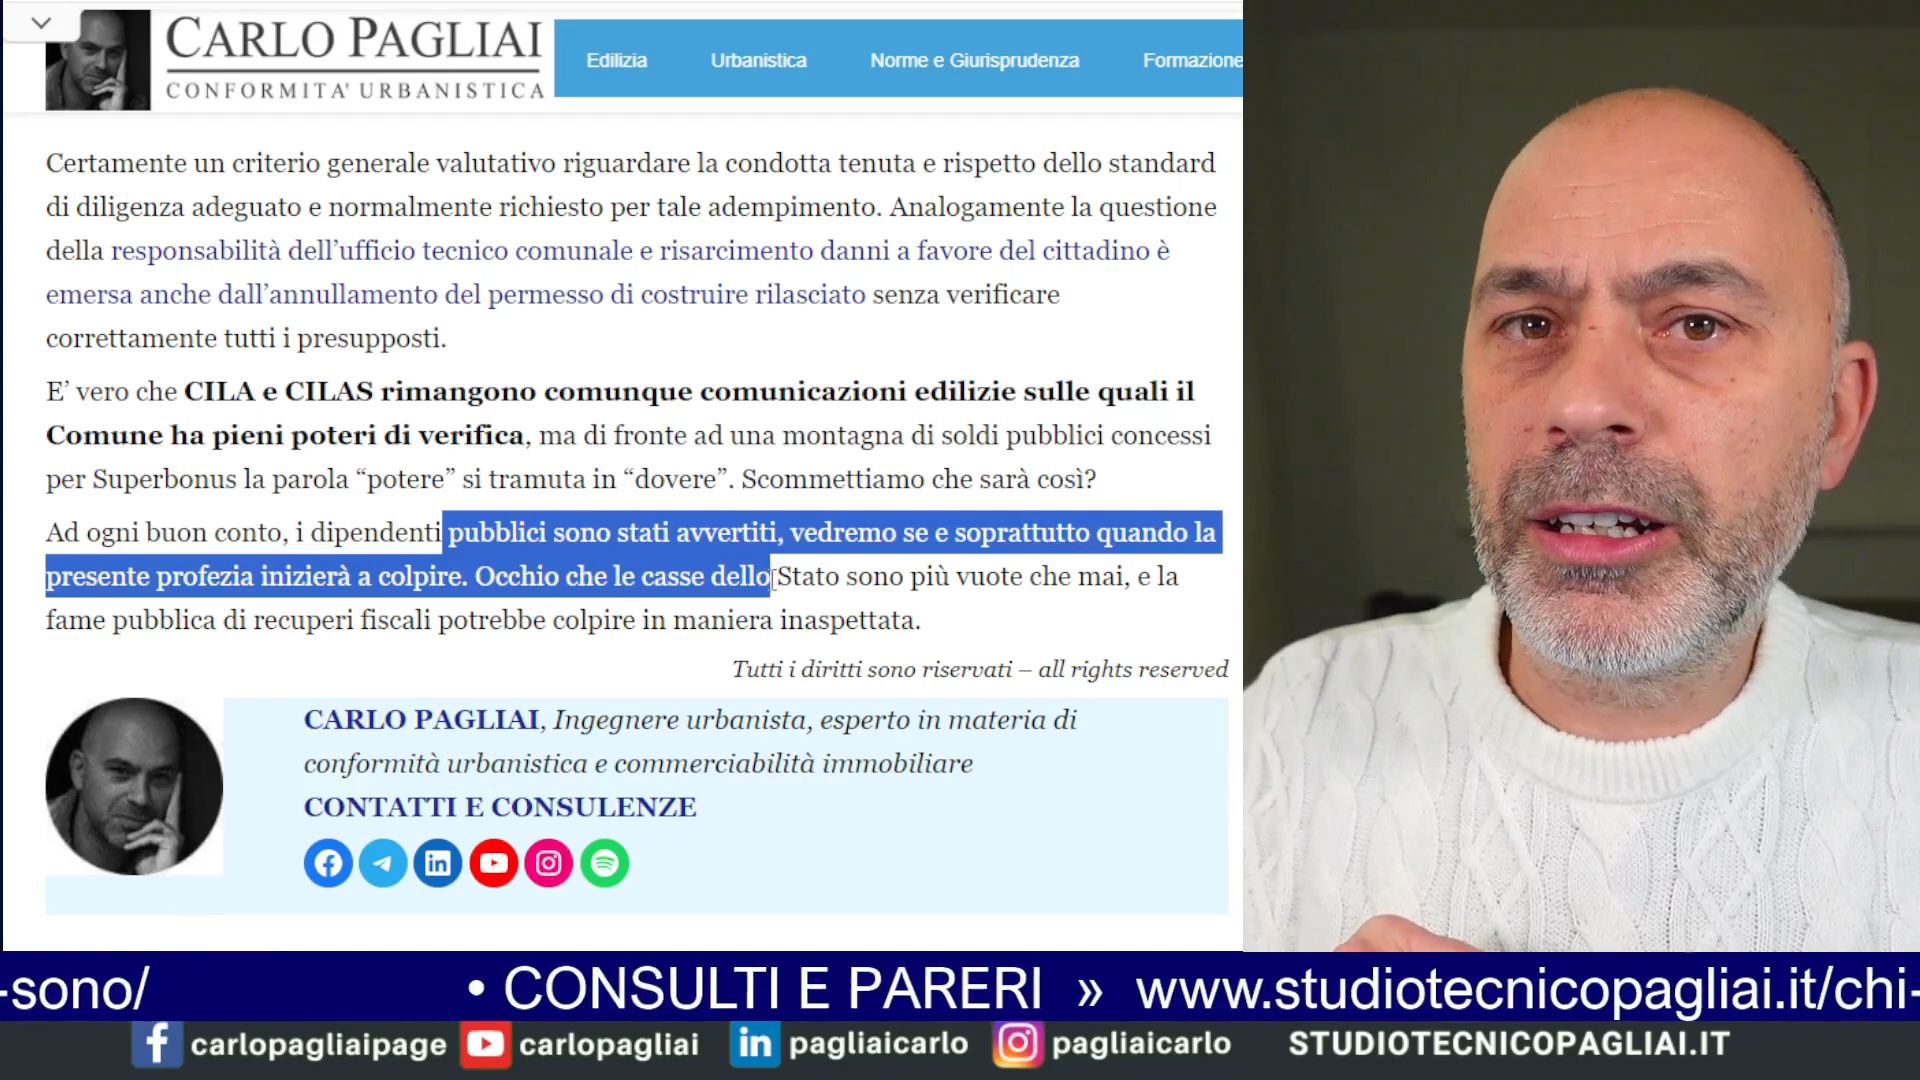 CARLO PAGLIAI
CONFORMITA' URBANISTICA
Edilizia Urbanistica Norme e Giurisprudenza Formazione
Certamente un criterio generale valutativo riguardare la condotta tenuta e rispetto dello standard
di diligenza adeguato e normalmente richiesto per tale adempimento. Analogamente la questione
della responsabilità dell’ufficio tecnico comunale e risarcimento danni a favore del cittadino è
emersa anche dall’annullamento del permesso di costruire rilasciato senza verificare
correttamente tutti i presupposti.
E’ vero che CILA e CILAS rimangono comunque comunicazioni edilizie sulle quali il
Comune ha pieni poteri di verifica, ma di fronte ad una montagna di soldi pubblici concessi
per Superbonus la parola “potere” si tramuta in “dovere”. Scommettiamo che sarà così?
Ad ogni buon conto, i dipendenti pubblici sono stati avvertiti, vedremo se e soprattutto quando la
presente profezia inizierà a colpire. Occhio che le casse dello Stato sono più vuote che mai, e la
fame pubblica di recuperi fiscali potrebbe colpire in maniera inaspettata.
Tutti i diritti sono riservati – all rights reserved
CARLO PAGLIAI, Ingegnere urbanista, esperto in materia di
conformità urbanistica e commerciabilità immobiliare
CONTATTI E CONSULENZE
-sono/ • CONSULTI E PARERI » www.studiotecnicopagliai.it/chi-
carlopagliaipage carlopagliai pagliaicarlo pagliaicarlo STUDIOTECNICOPAGLIAI.IT